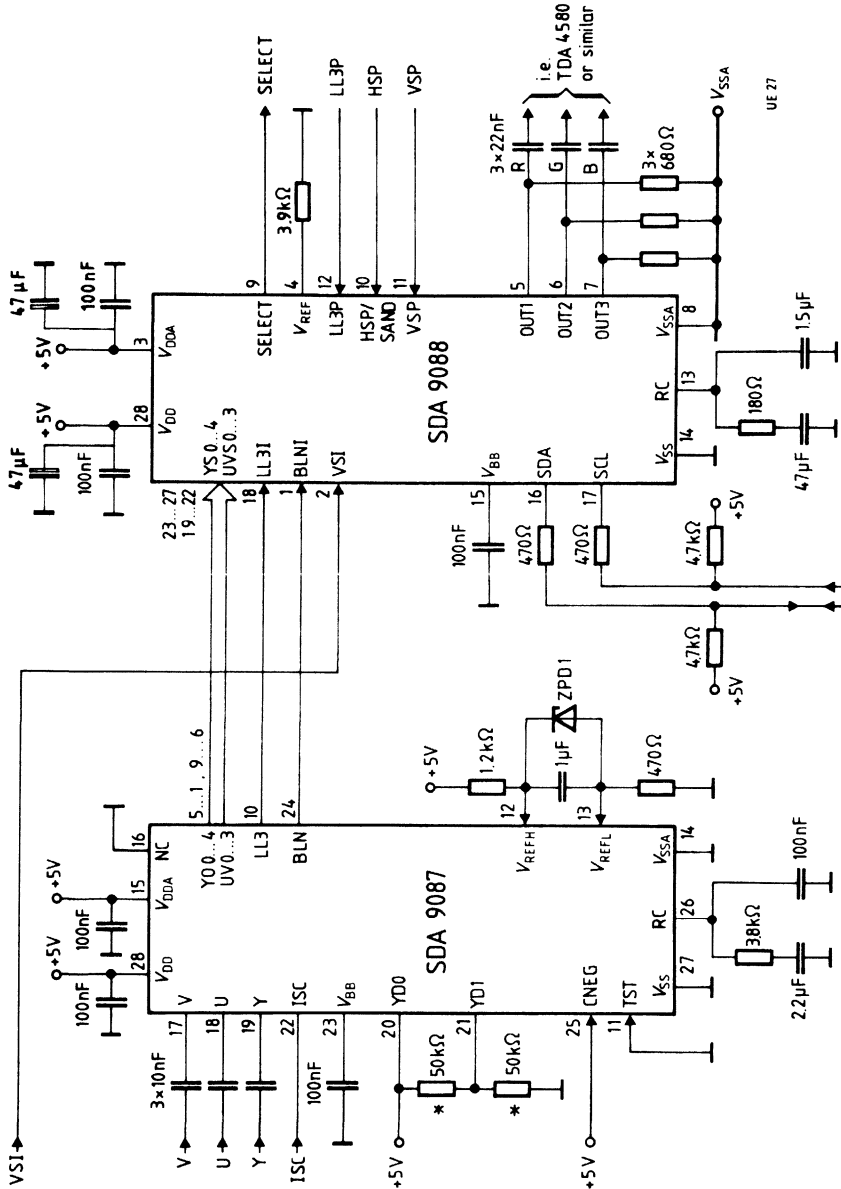 VSI
+5V
+5V
100nF
100nF
28
15
16
VDD
VDDA
NC
3×10nF
V
17
V
U
18
U
Y
19
Y
ISC
22
ISC
100nF
23
VBB
+5V
20
YD0
50kΩ
*
21
YD1
50kΩ
*
+5V
25
CNEG
11
TST
SDA 9087
5...1, 9...6
YO0...4
UV0...3
10
LL3
24
BLN
+5V
1.2kΩ
12
VREFH
1µF
ZPD1
13
VREFL
470Ω
VSS
27
RC
26
VSSA
14
2.2µF
3.8kΩ
100nF
47µF
+5V
100nF
28
VDD
47µF
+5V
100nF
3
VDDA
23...27
19...22
YS0...4
UVS0...3
18
LL3I
1
BLNI
2
VSI
SDA 9088
100nF
15
VBB
470Ω
16
SDA
470Ω
17
SCL
+5V
4.7kΩ
4.7kΩ
+5V
9
SELECT
SELECT
4
VREF
3.9kΩ
12
LL3P
LL3P
10
HSP/
SAND
HSP
11
VSP
VSP
3×22nF
5
OUT1
R
6
OUT2
G
7
OUT3
B
i.e.
TDA 4580
or similar
3×
680Ω
VSSA
8
VSSA
VSS
14
RC
13
47µF
180Ω
1.5µF
UE 27